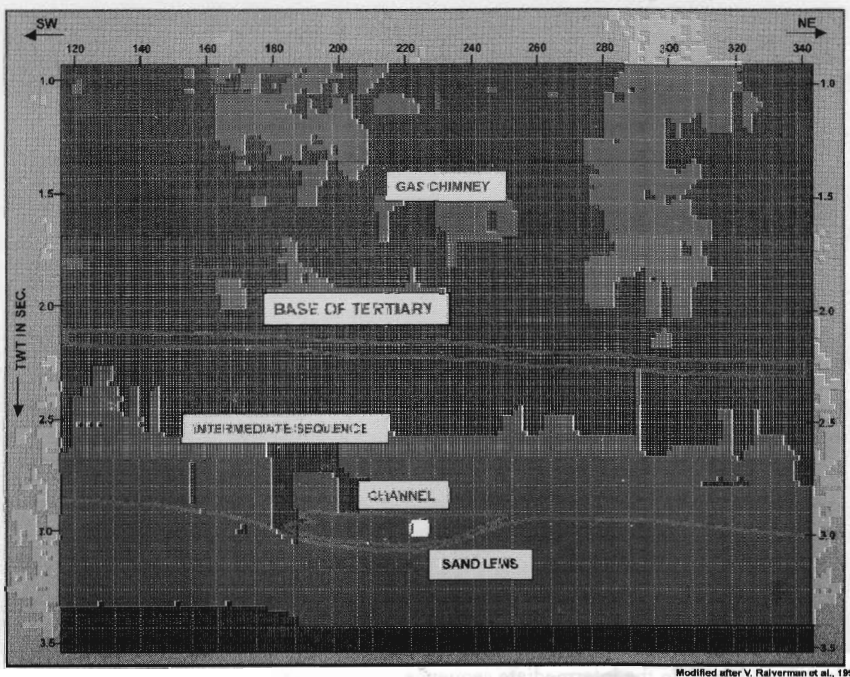 SW NE
120 140 160 180 200 220 240 260 280 300 320 340
1.0 1.0
GAS CHIMNEY
1.5 1.5
BASE OF TERTIARY
2.0 2.0
TWT IN SEC.
2.5 2.5
INTERMEDIATE SEQUENCE
CHANNEL
3.0 3.0
SAND LENS
3.5 3.5
Modified after V. Raiverman et al.,